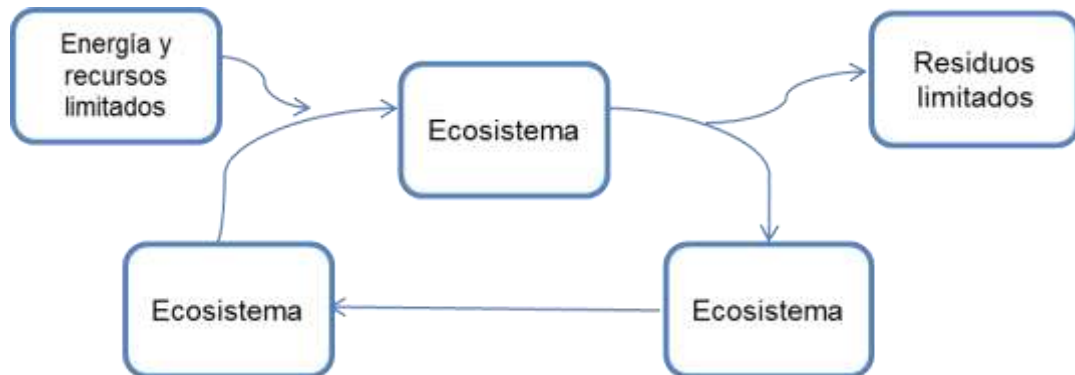 Energía y
recursos
limitados
Ecosistema
Residuos
limitados
Ecosistema
Ecosistema